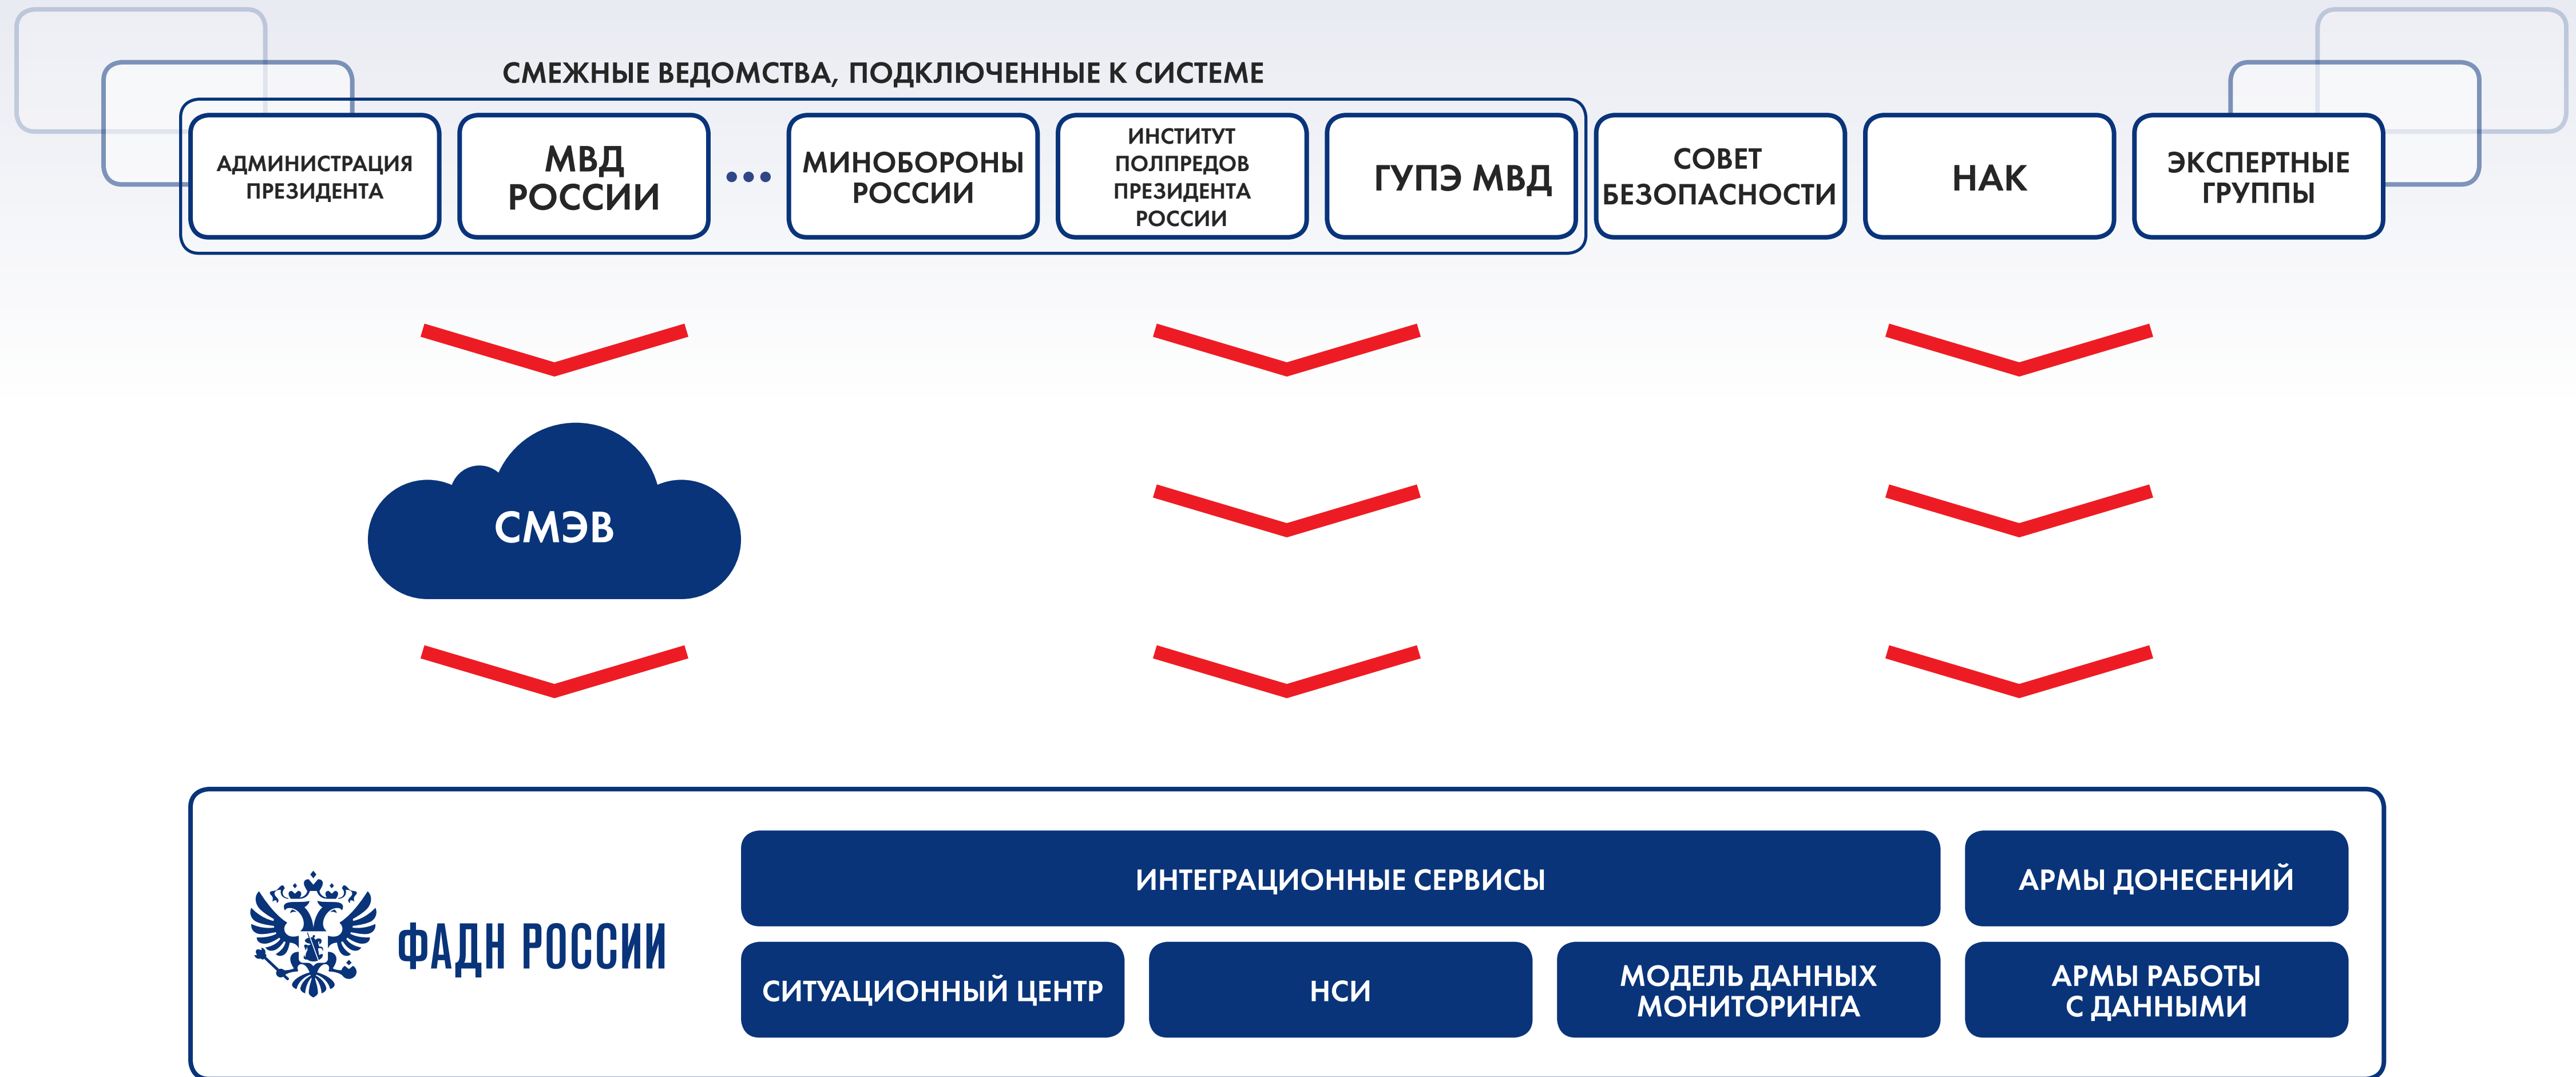 СМЕЖНЫЕ ВЕДОМСТВА, ПОДКЛЮЧЕННЫЕ К СИСТЕМЕ
АДМИНИСТРАЦИЯ
ПРЕЗИДЕНТА
МВД
РОССИИ
...
МИНОБОРОНЫ
РОССИИ
ИНСТИТУТ
ПОЛПРЕДОВ
ПРЕЗИДЕНТА
РОССИИ
ГУПЭ МВД
СОВЕТ
БЕЗОПАСНОСТИ
НАК
ЭКСПЕРТНЫЕ
ГРУППЫ
СМЭВ
ФАДН РОССИИ
ИНТЕГРАЦИОННЫЕ СЕРВИСЫ
АРМЫ ДОНЕСЕНИЙ
СИТУАЦИОННЫЙ ЦЕНТР
НСИ
МОДЕЛЬ ДАННЫХ
МОНИТОРИНГА
АРМЫ РАБОТЫ
С ДАННЫМИ